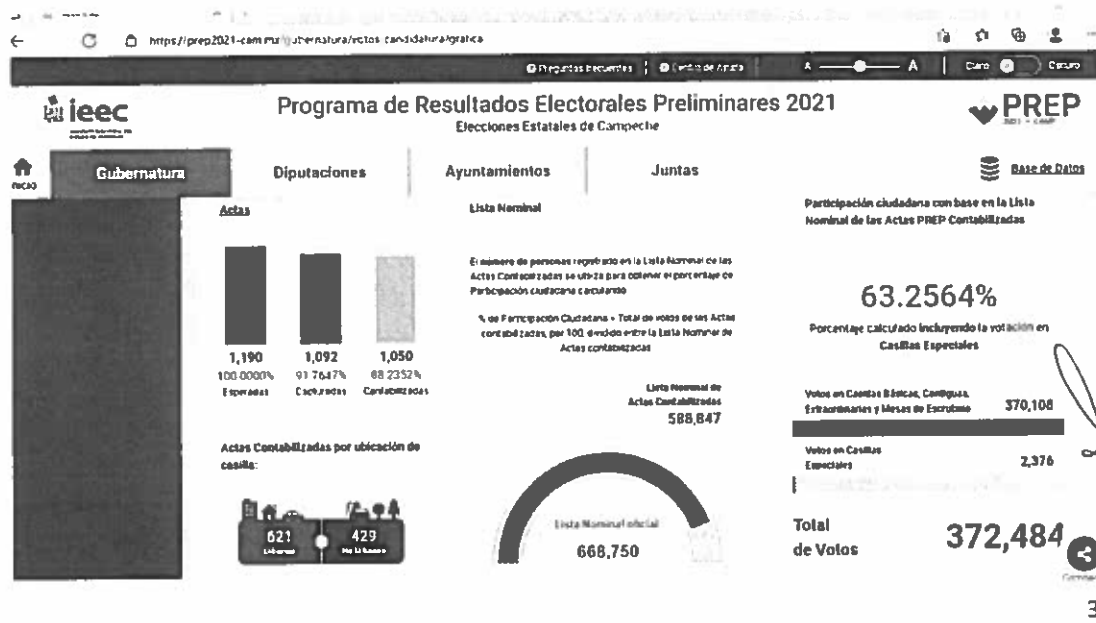 https://prep2021-cam.mx/gubernatura/votos-candidatura/grafica
Preguntas frecuentes
Centro de Ayuda
A
A
Claro
Oscuro
ieec
Programa de Resultados Electorales Preliminares 2021
Elecciones Estatales de Campeche
PREP
2021 - CAMP
INICIO
Gubernatura
Diputaciones
Ayuntamientos
Juntas
Base de Datos
Actas
1,190
100.0000%
Esperadas
1,092
91.7647%
Capturadas
1,050
88.2352%
Contabilizadas
Actas Contabilizadas por ubicación de
casilla:
621
Urbanas
429
No Urbanas
Lista Nominal
El número de personas registrado en la Lista Nominal de las
Actas Contabilizadas se utiliza para obtener el porcentaje de
Participación ciudadana calculando
% de Participación Ciudadana = Total de votos de las Actas
contabilizadas, por 100, dividido entre la Lista Nominal de
Actas contabilizadas
Lista Nominal de
Actas Contabilizadas
588,847
Lista Nominal oficial
668,750
Participación ciudadana con base en la Lista
Nominal de las Actas PREP Contabilizadas
63.2564%
Porcentaje calculado incluyendo la votación en
Casillas Especiales
Votos en Casillas Básicas, Contiguas,
Extraordinarias y Mesas de Escrutinio
370,108
Votos en Casillas
Especiales
2,376
Total
de Votos
372,484
3